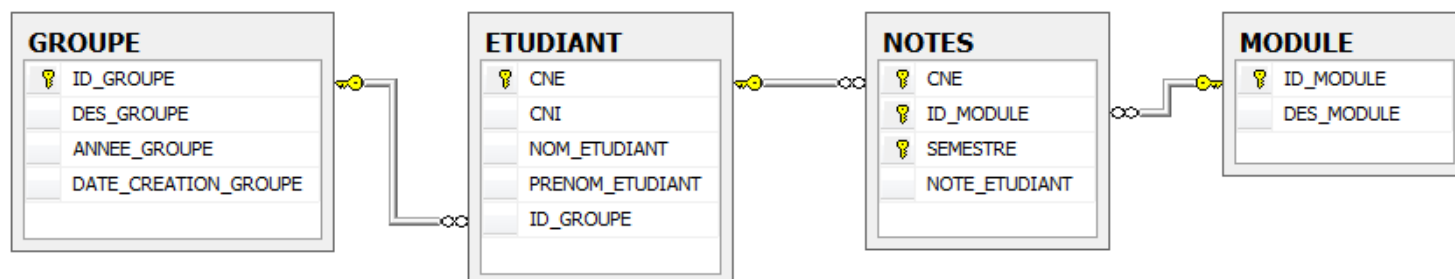 GROUPE
ID_GROUPE
DES_GROUPE
ANNEE_GROUPE
DATE_CREATION_GROUPE
ETUDIANT
CNE
CNI
NOM_ETUDIANT
PRENOM_ETUDIANT
ID_GROUPE
NOTES
CNE
ID_MODULE
SEMESTRE
NOTE_ETUDIANT
MODULE
ID_MODULE
DES_MODULE